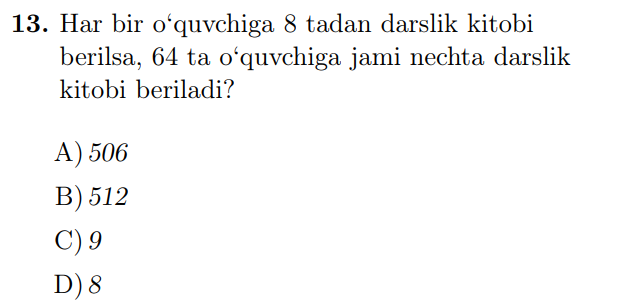 13. Har bir o‘quvchiga 8 tadan darslik kitobi
berilsa, 64 ta o‘quvchiga jami nechta darslik
kitobi beriladi?
A) 506
B) 512
C) 9
D) 8